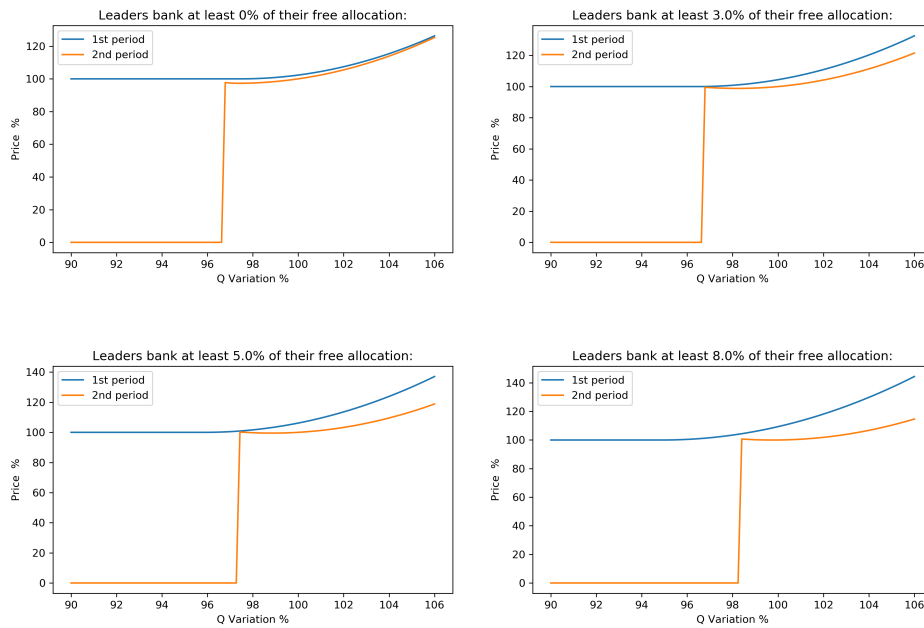 Leaders bank at least 0% of their free allocation:
1st period
2nd period
120
100
80
60
40
20
0
Price %
90 92 94 96 98 100 102 104 106
Q Variation %
Leaders bank at least 3.0% of their free allocation:
1st period
2nd period
120
100
80
60
40
20
0
Price %
90 92 94 96 98 100 102 104 106
Q Variation %
Leaders bank at least 5.0% of their free allocation:
1st period
2nd period
140
120
100
80
60
40
20
0
Price %
90 92 94 96 98 100 102 104 106
Q Variation %
Leaders bank at least 8.0% of their free allocation:
1st period
2nd period
140
120
100
80
60
40
20
0
Price %
90 92 94 96 98 100 102 104 106
Q Variation %